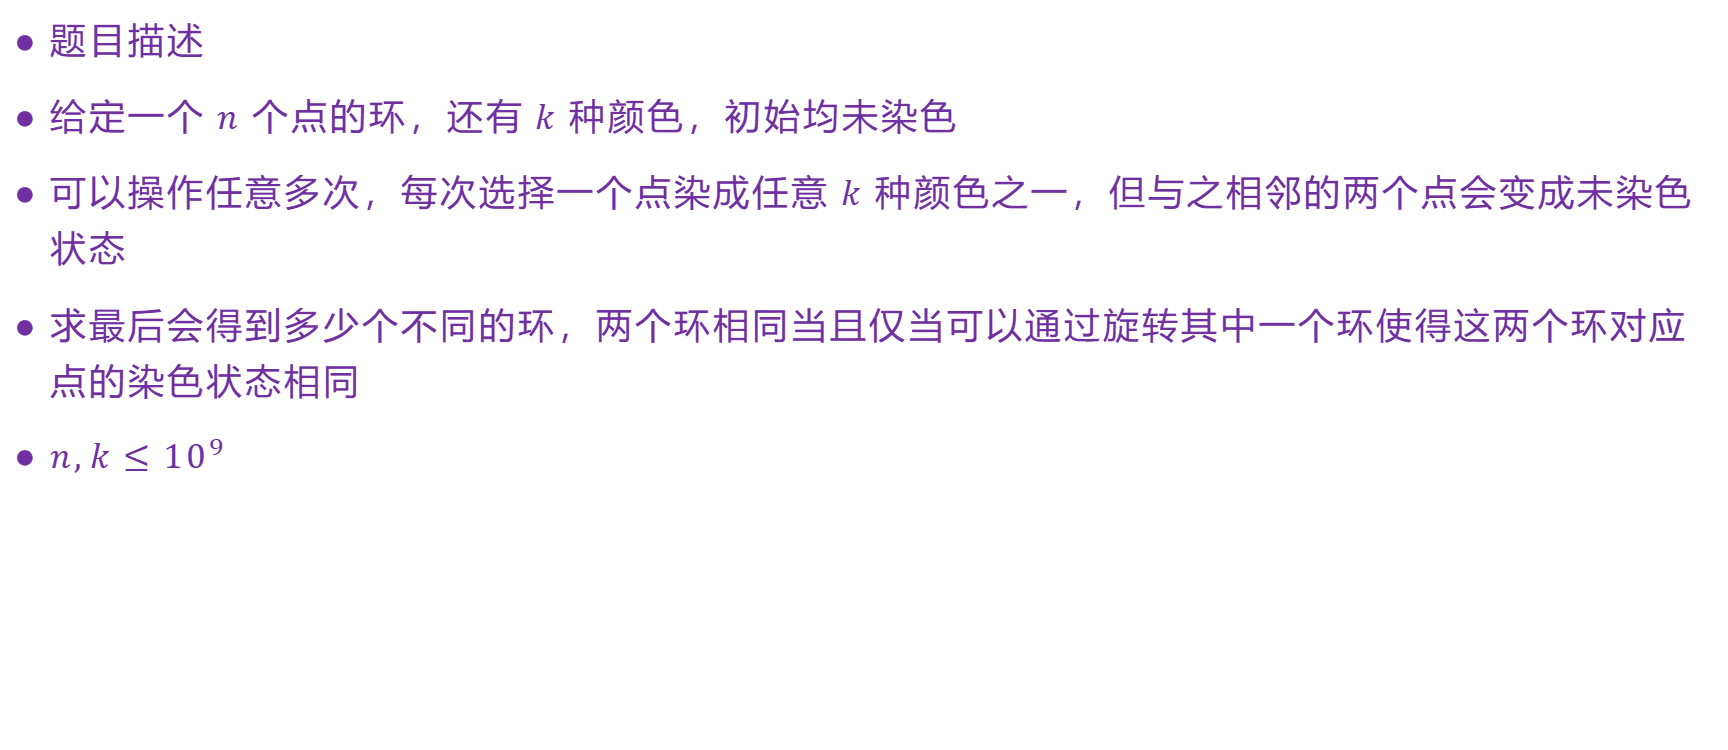 • 题目描述
• 给定一个 n 个点的环，还有 k 种颜色，初始均未染色
• 可以操作任意多次，每次选择一个点染成任意 k 种颜色之一，但与之相邻的两个点会变成未染色
状态
• 求最后会得到多少个不同的环，两个环相同当且仅当可以通过旋转其中一个环使得这两个环对应
点的染色状态相同
• n, k ≤ 10⁹